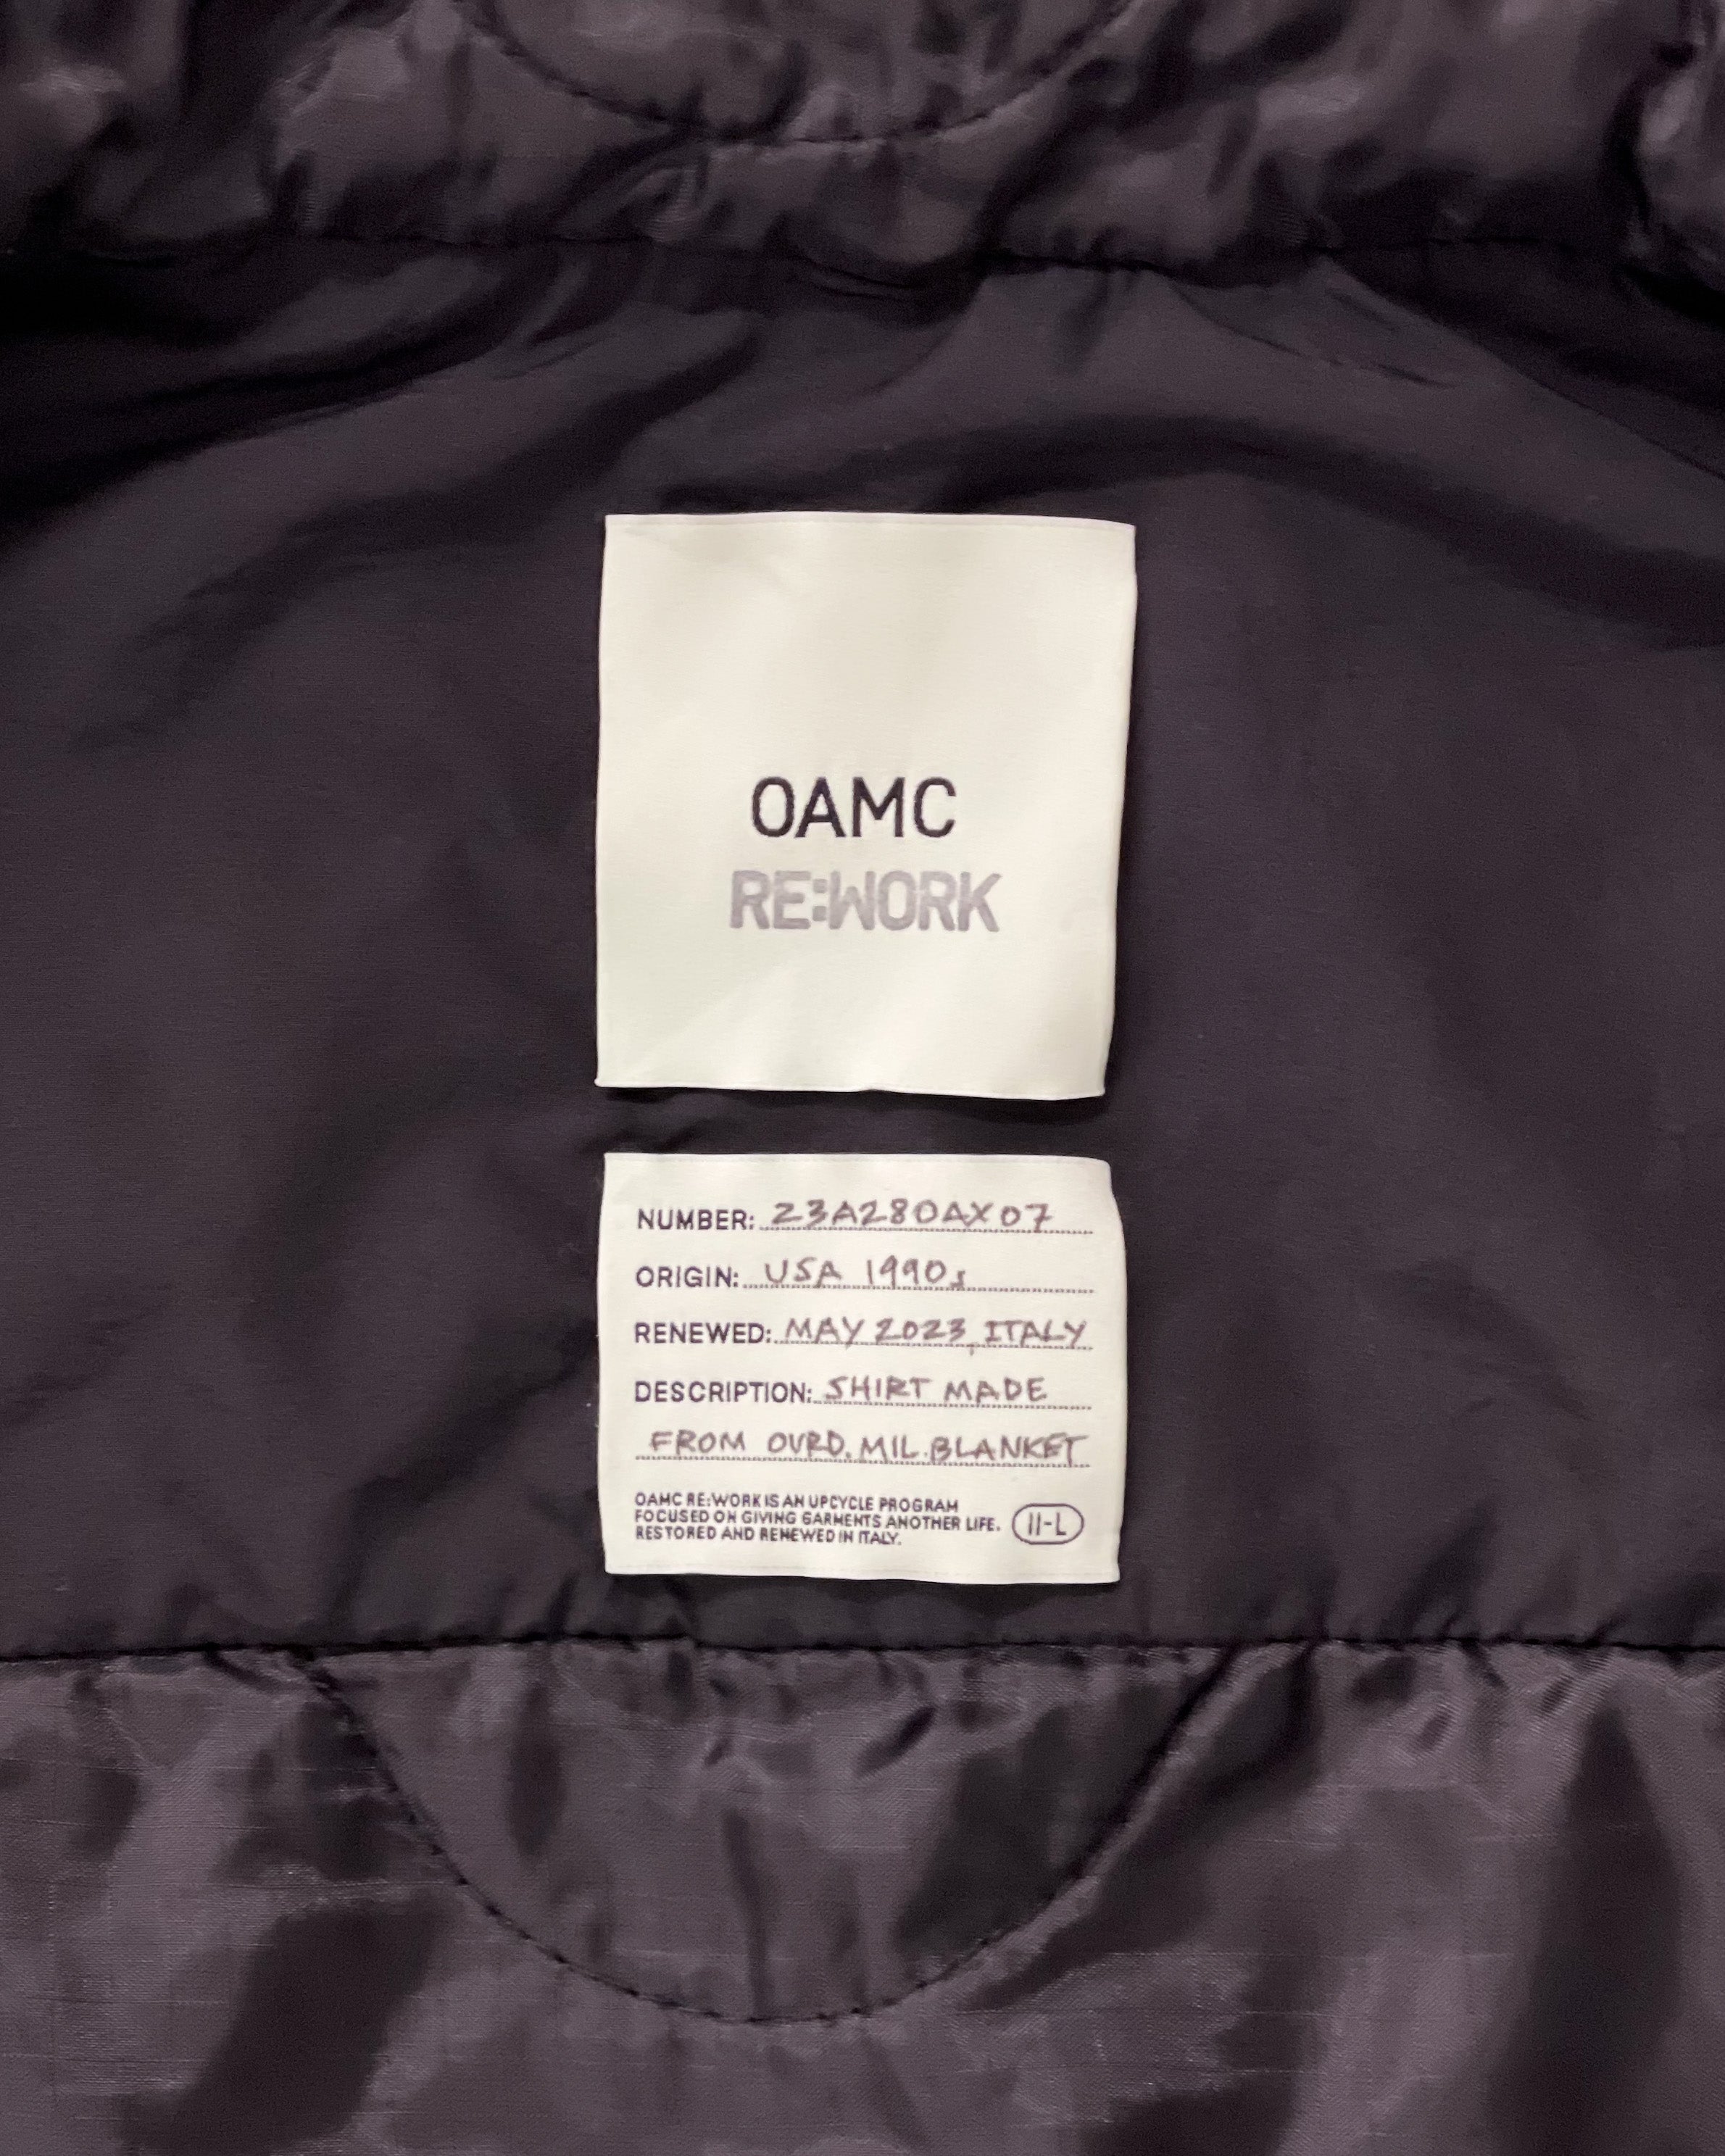 OAMC
RE:WORK
NUMBER: 23A28OAX07
ORIGIN: USA 1990s
RENEWED: MAY 2023, ITALY
DESCRIPTION: SHIRT MADE
FROM OVRD. MIL. BLANKET
OAMC RE:WORK IS AN UPCYCLE PROGRAM
FOCUSED ON GIVING GARMENTS ANOTHER LIFE.
RESTORED AND RENEWED IN ITALY.
II-L